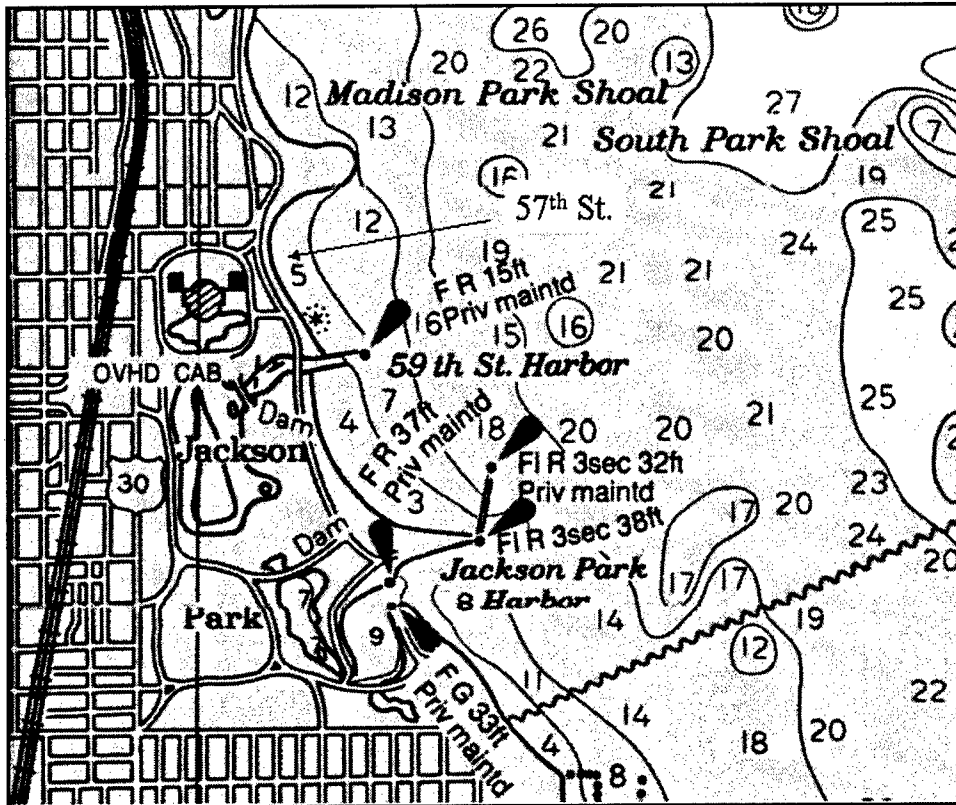 26 20
20 22 13
12 Madison Park Shoal 27
13 21 South Park Shoal 7
16 21 19
12 57th St. 25
19 24
5 21 21 25
F R 15ft
16 Priv maintd
15 16 20
59 th St. Harbor
OVHD CAB
Dam
4 7 21 25
F R 37ft
Priv maintd
18 20 20
Jackson
Fl R 3sec 32ft
Priv maintd
30 3 17 20 23
Fl R 3sec 38ft
24
Dam
Jackson Park
17 17 20
8 Harbor
7
Park 9 14 12 19
F G 33ft
Priv maintd
11 14 22
4 18 20
8